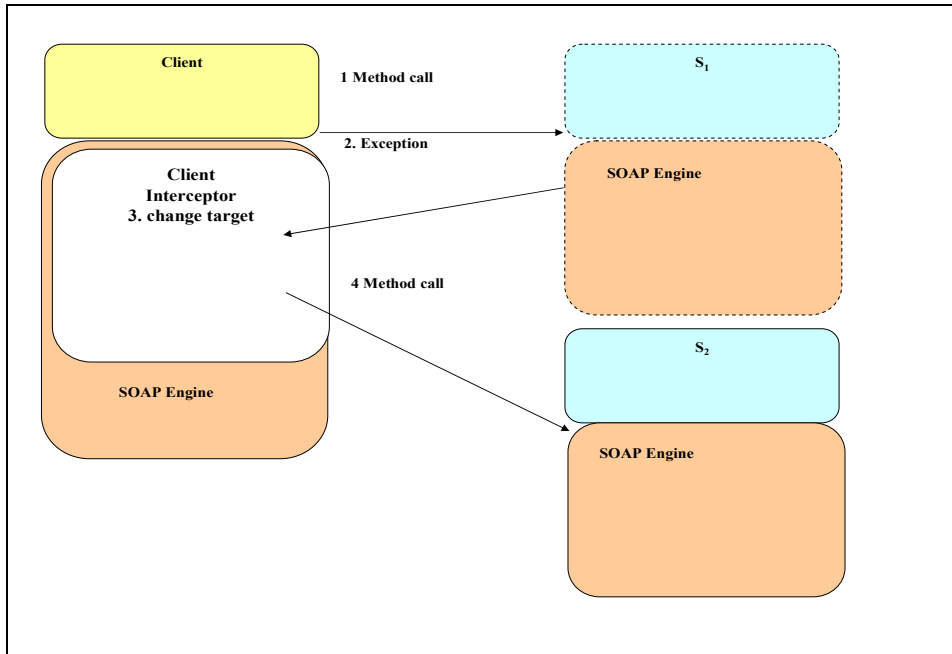 Client
1 Method call
S₁
2. Exception
Client
Interceptor
3. change target
SOAP Engine
4 Method call
S₂
SOAP Engine
SOAP Engine